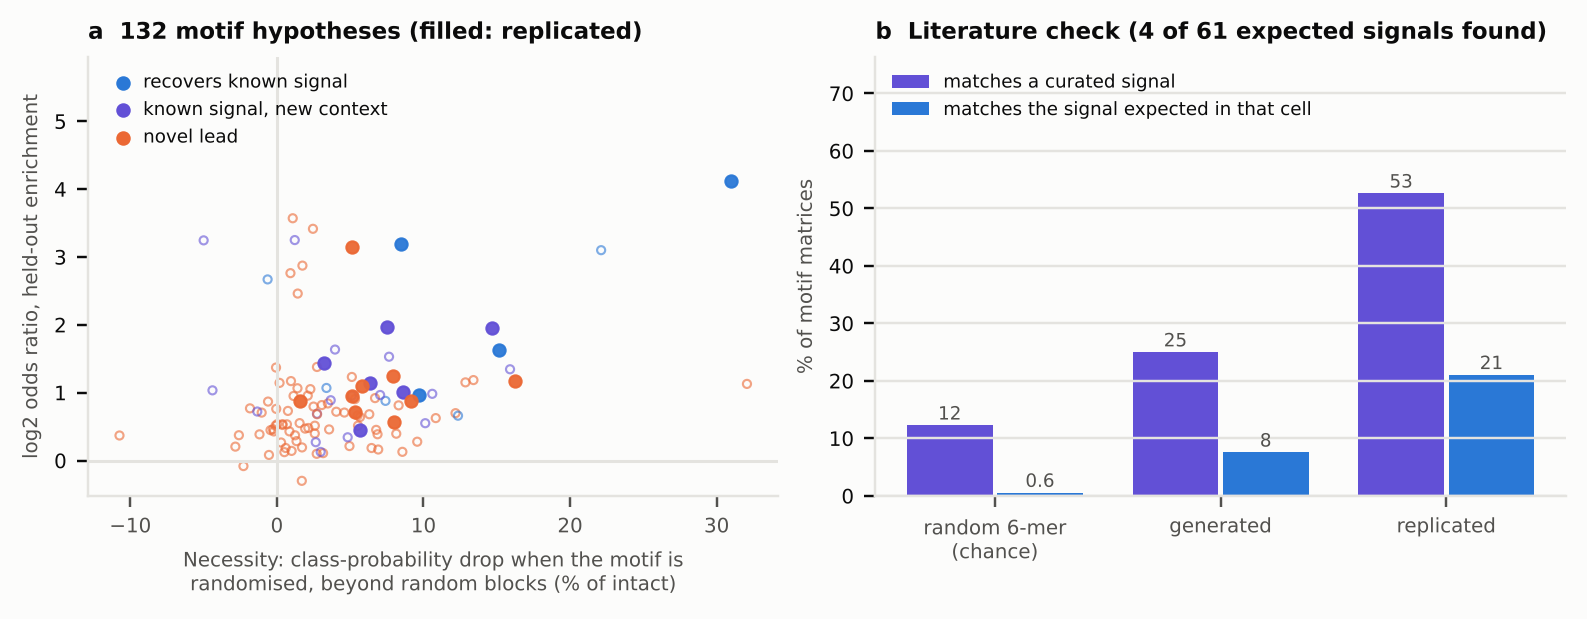 a 132 motif hypotheses (filled: replicated)
recovers known signal
known signal, new context
novel lead
log2 odds ratio, held-out enrichment
5
4
3
2
1
0
−10
0
10
20
30
Necessity: class-probability drop when the motif is
randomised, beyond random blocks (% of intact)
b Literature check (4 of 61 expected signals found)
matches a curated signal
matches the signal expected in that cell
% of motif matrices
70
60
50
40
30
20
10
0
12
0.6
25
8
53
21
random 6-mer
(chance)
generated
replicated